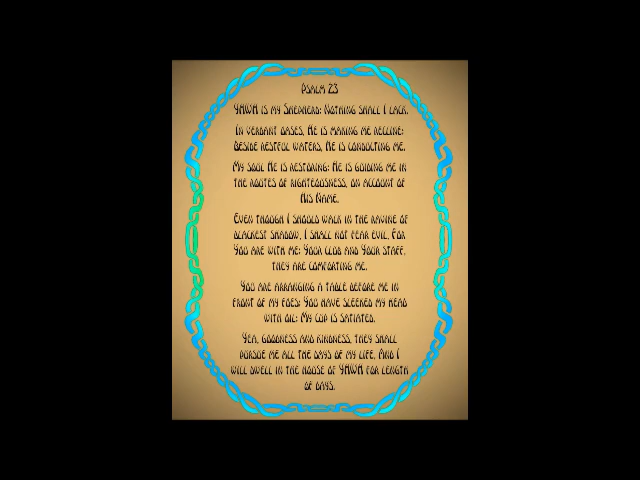 Psalm 23
YHWH is my Shepherd: Nothing shall I lack.
In verdant oases, He is making me recline:
Beside restful waters, He is conducting me.
My soul He is restoring: He is guiding me in
the routes of righteousness, on account of
His Name.
Even though I should walk in the ravine of
blackest shadow, I shall not fear evil, For
You are with me: Your club and Your staff,
they are comforting me.
You are arranging a table before me in
front of my foes: You have sleeked my head
with oil: My cup is satiated.
Yea, goodness and kindness, they shall
pursue me all the days of my life, And I
will dwell in the house of YHWH for length
of days.